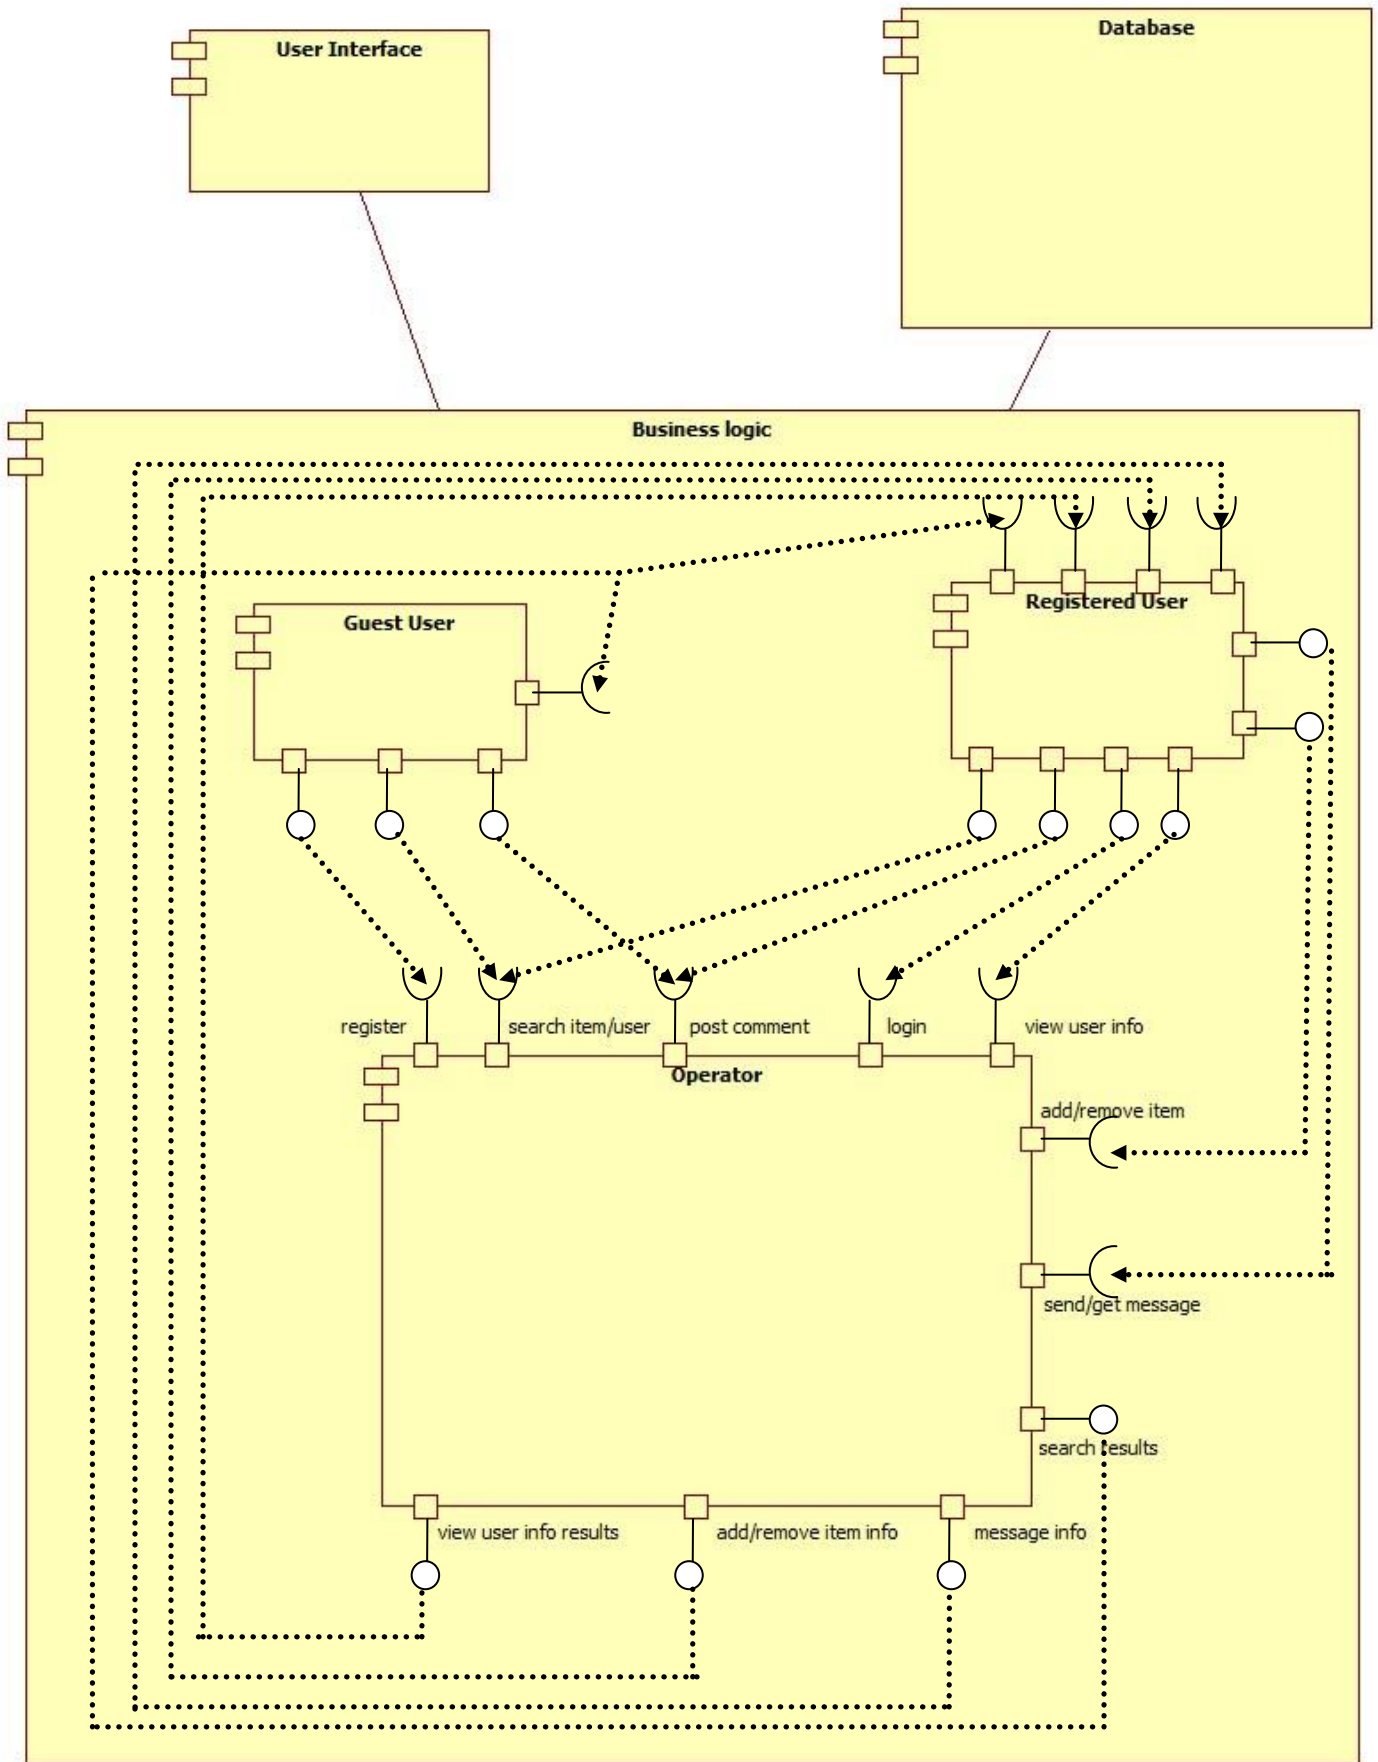 User Interface
Database
Business logic
Registered User
Guest User
register
search item/user
post comment
login
view user info
Operator
add/remove item
send/get message
search results
view user info results
add/remove item info
message info